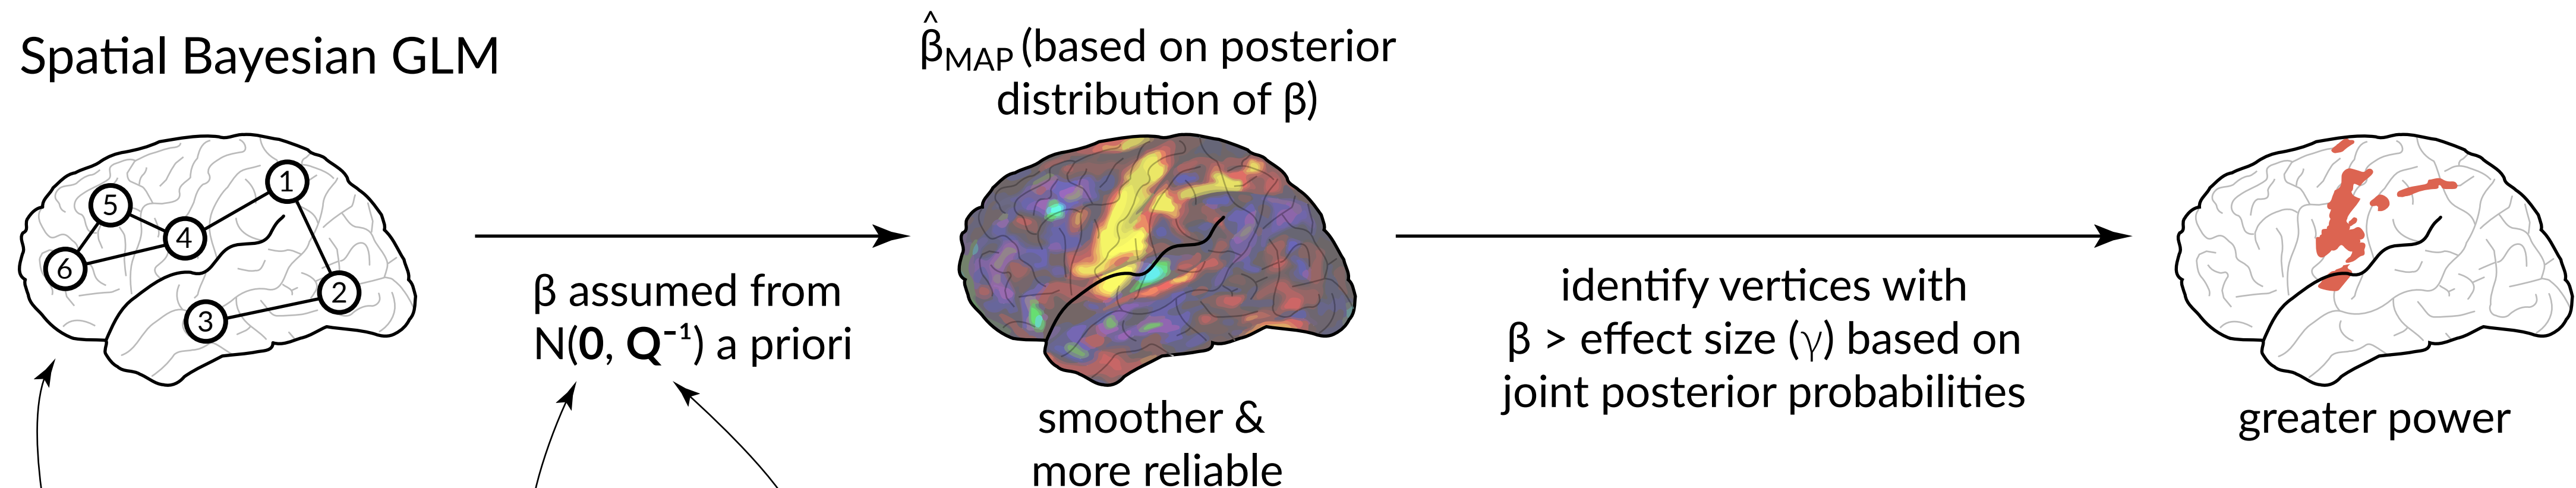 Spatial Bayesian GLM
β̂MAP (based on posterior
distribution of β)
1
5
4
6
2
3
β assumed from
N(0, Q⁻¹) a priori
identify vertices with
β > effect size (γ) based on
joint posterior probabilities
smoother &
more reliable
greater power